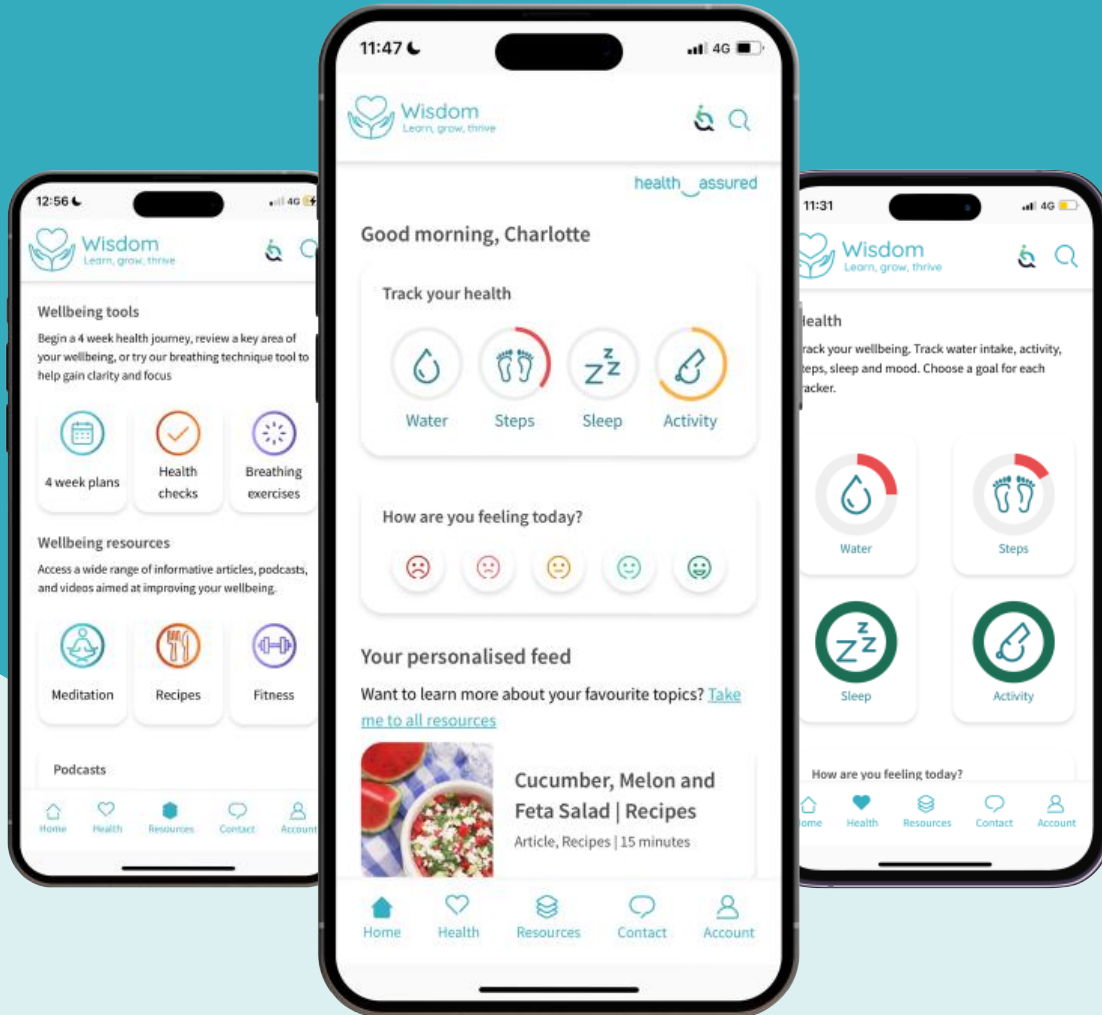 12:56
4G
Wisdom
Learn, grow, thrive
Wellbeing tools
Begin a 4 week health journey, review a key area of
your wellbeing, or try our breathing technique tool to
help gain clarity and focus
4 week plans
Health
checks
Breathing
exercises
Wellbeing resources
Access a wide range of informative articles, podcasts,
and videos aimed at improving your wellbeing.
Meditation
Recipes
Fitness
Podcasts
Home
Health
Resources
Contact
Account
11:47
4G
Wisdom
Learn, grow, thrive
health assured
Good morning, Charlotte
Track your health
Water
Steps
z z z
Sleep
Activity
How are you feeling today?
Your personalised feed
Want to learn more about your favourite topics? Take
me to all resources
Cucumber, Melon and
Feta Salad | Recipes
Article, Recipes | 15 minutes
Home
Health
Resources
Contact
Account
11:31
4G
Wisdom
Learn, grow, thrive
ealth
rack your wellbeing. Track water intake, activity,
teps, sleep and mood. Choose a goal for each
racker.
Water
Steps
z z z
Sleep
Activity
How are you feeling today?
ome
Health
Resources
Contact
Account